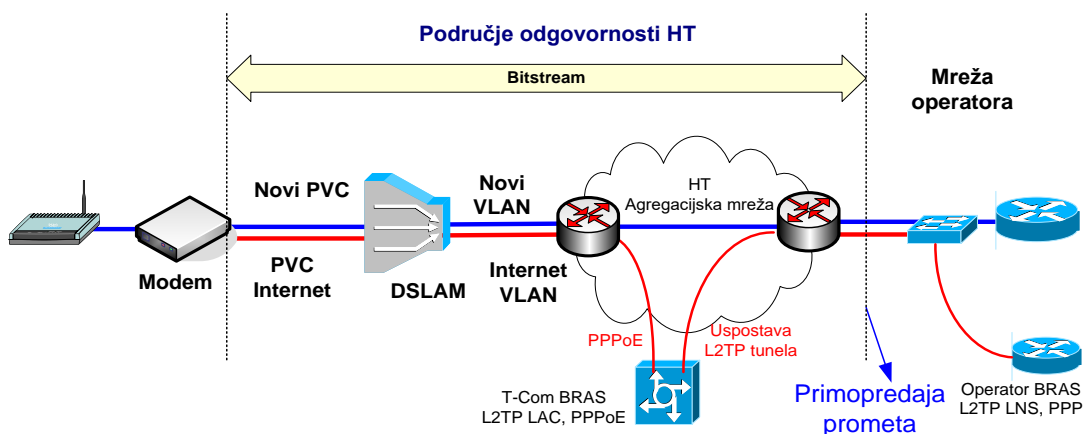 Područje odgovornosti HT
Bitstream
Mreža
operatora
Novi PVC
Novi
VLAN
HT
Agregacijska mreža
Modem
PVC
Internet
DSLAM
Internet
VLAN
PPPoE
Uspostava
L2TP tunela
T-Com BRAS
L2TP LAC, PPPoE
Primopredaja
prometa
Operator BRAS
L2TP LNS, PPP